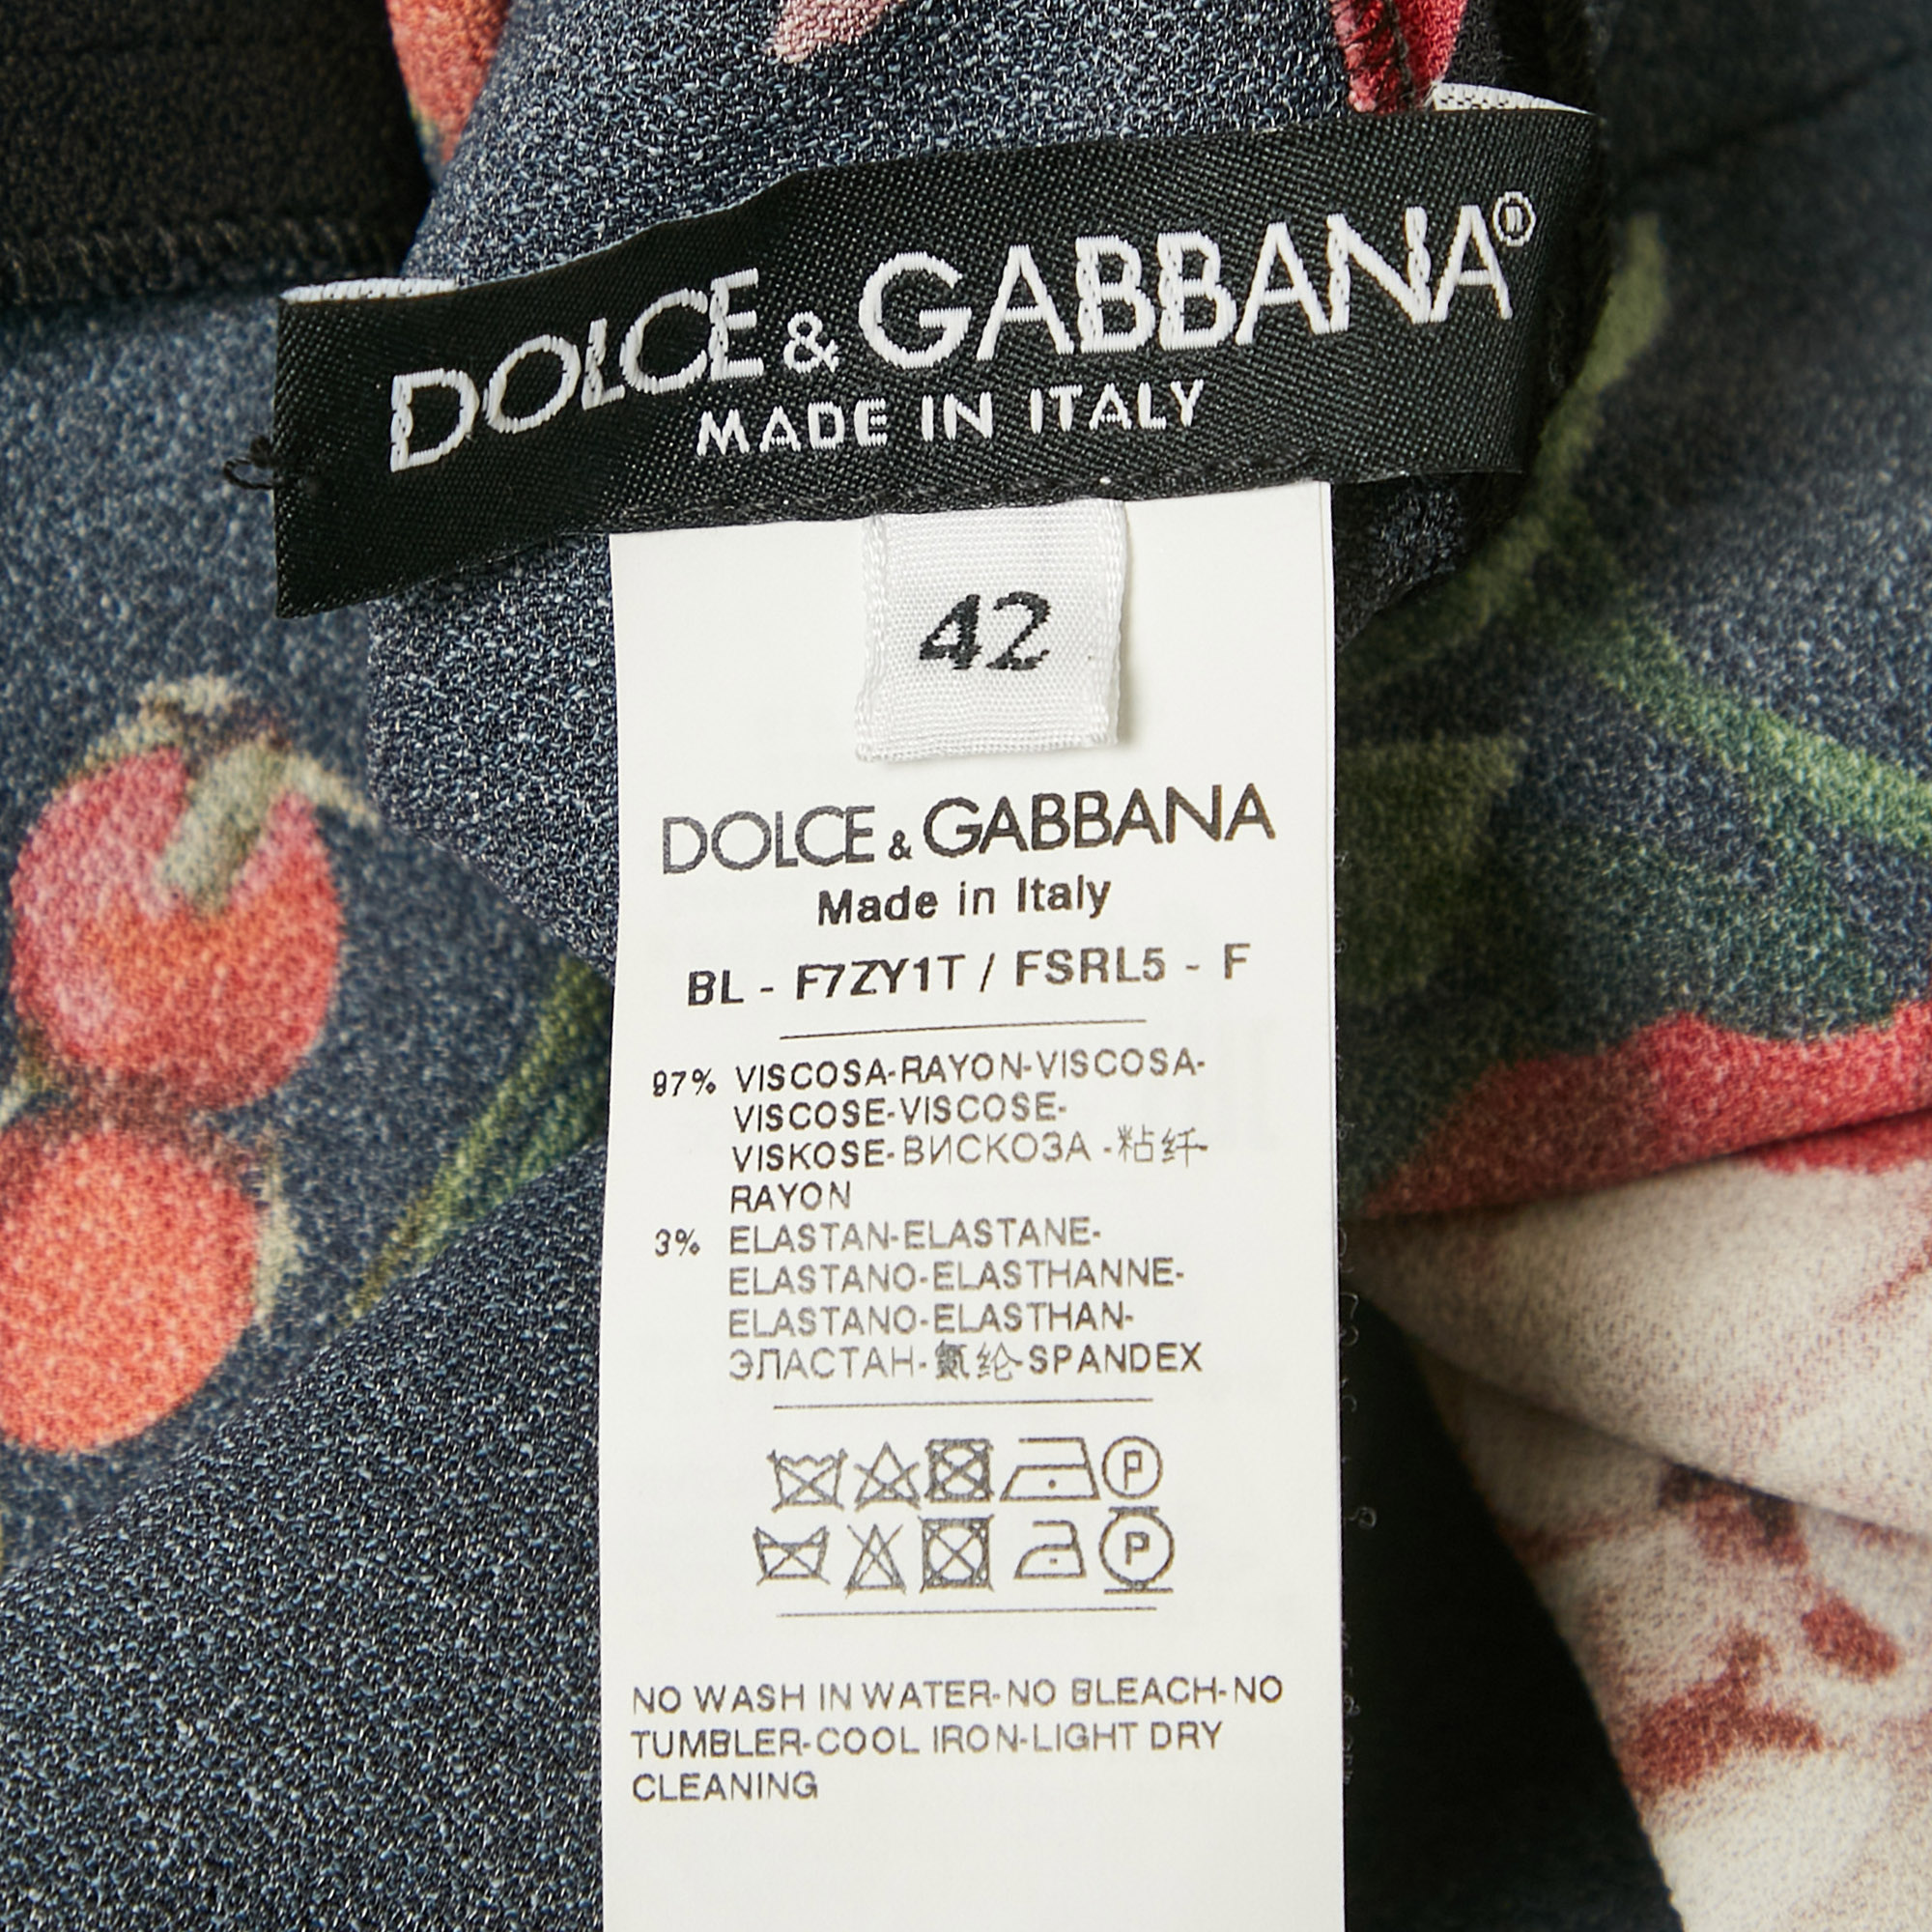 DOLCE & GABBANA®
MADE IN ITALY
42
DOLCE & GABBANA
Made in Italy
BL - F7ZY1T / FSRL5 - F
97% VISCOSA-RAYON-VISCOSA-
VISCOSE-VISCOSE-
VISKOSE-ВИСКОЗА -粘纤-
RAYON
3% ELASTAN-ELASTANE-
ELASTANO-ELASTHANNE-
ELASTANO-ELASTHAN-
ЭЛАСТАН-氨纶-SPANDEX
P
P
NO WASH IN WATER-NO BLEACH-NO
TUMBLER-COOL IRON-LIGHT DRY
CLEANING